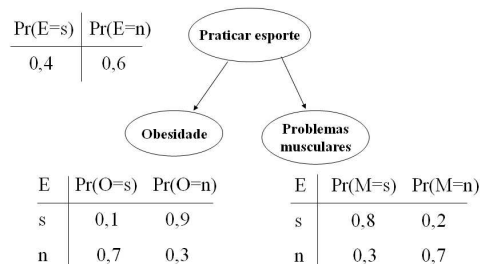 Pr(E=s) Pr(E=n)
0,4 0,6
Praticar esporte
Obesidade
Problemas
musculares
E Pr(O=s) Pr(O=n)
s 0,1 0,9
n 0,7 0,3
E Pr(M=s) Pr(M=n)
s 0,8 0,2
n 0,3 0,7